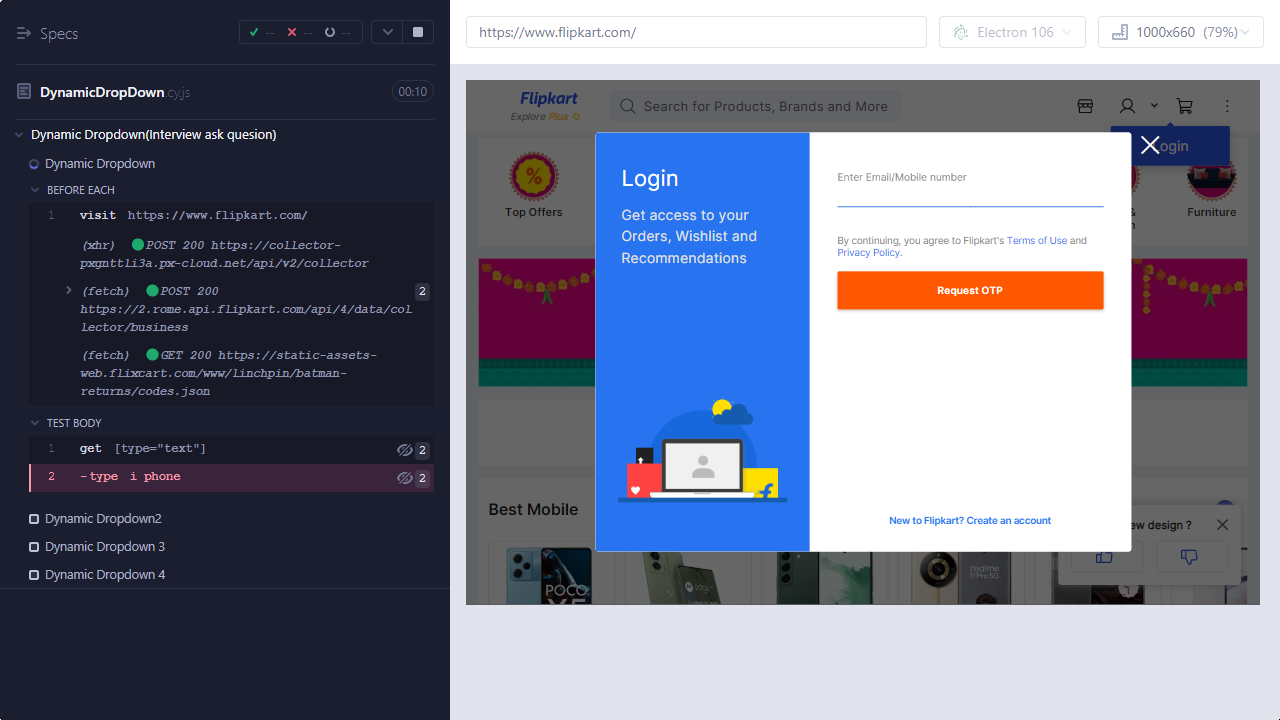 Specs
-- -- --
DynamicDropDown.cy.js 00:10
Dynamic Dropdown(Interview ask quesion)
Dynamic Dropdown
BEFORE EACH
1 visit https://www.flipkart.com/
(xhr) POST 200 https://collector-
pxgnttli3a.px-cloud.net/api/v2/collector
(fetch) POST 200 2
https://2.rome.api.flipkart.com/api/4/data/col
lector/business
(fetch) GET 200 https://static-assets-
web.flixcart.com/www/linchpin/batman-
returns/codes.json
TEST BODY
1 get [type="text"] 2
2 -type i phone 2
Dynamic Dropdown2
Dynamic Dropdown 3
Dynamic Dropdown 4
https://www.flipkart.com/
Electron 106
1000x660 (79%)
Flipkart
Explore Plus
Search for Products, Brands and More
Login
Top Offers
&
Furniture
Login
Get access to your
Orders, Wishlist and
Recommendations
Enter Email/Mobile number
By continuing, you agree to Flipkart's Terms of Use and
Privacy Policy.
Request OTP
New to Flipkart? Create an account
Best Mobile
design ?
POCO
realme
11 Pro 5G